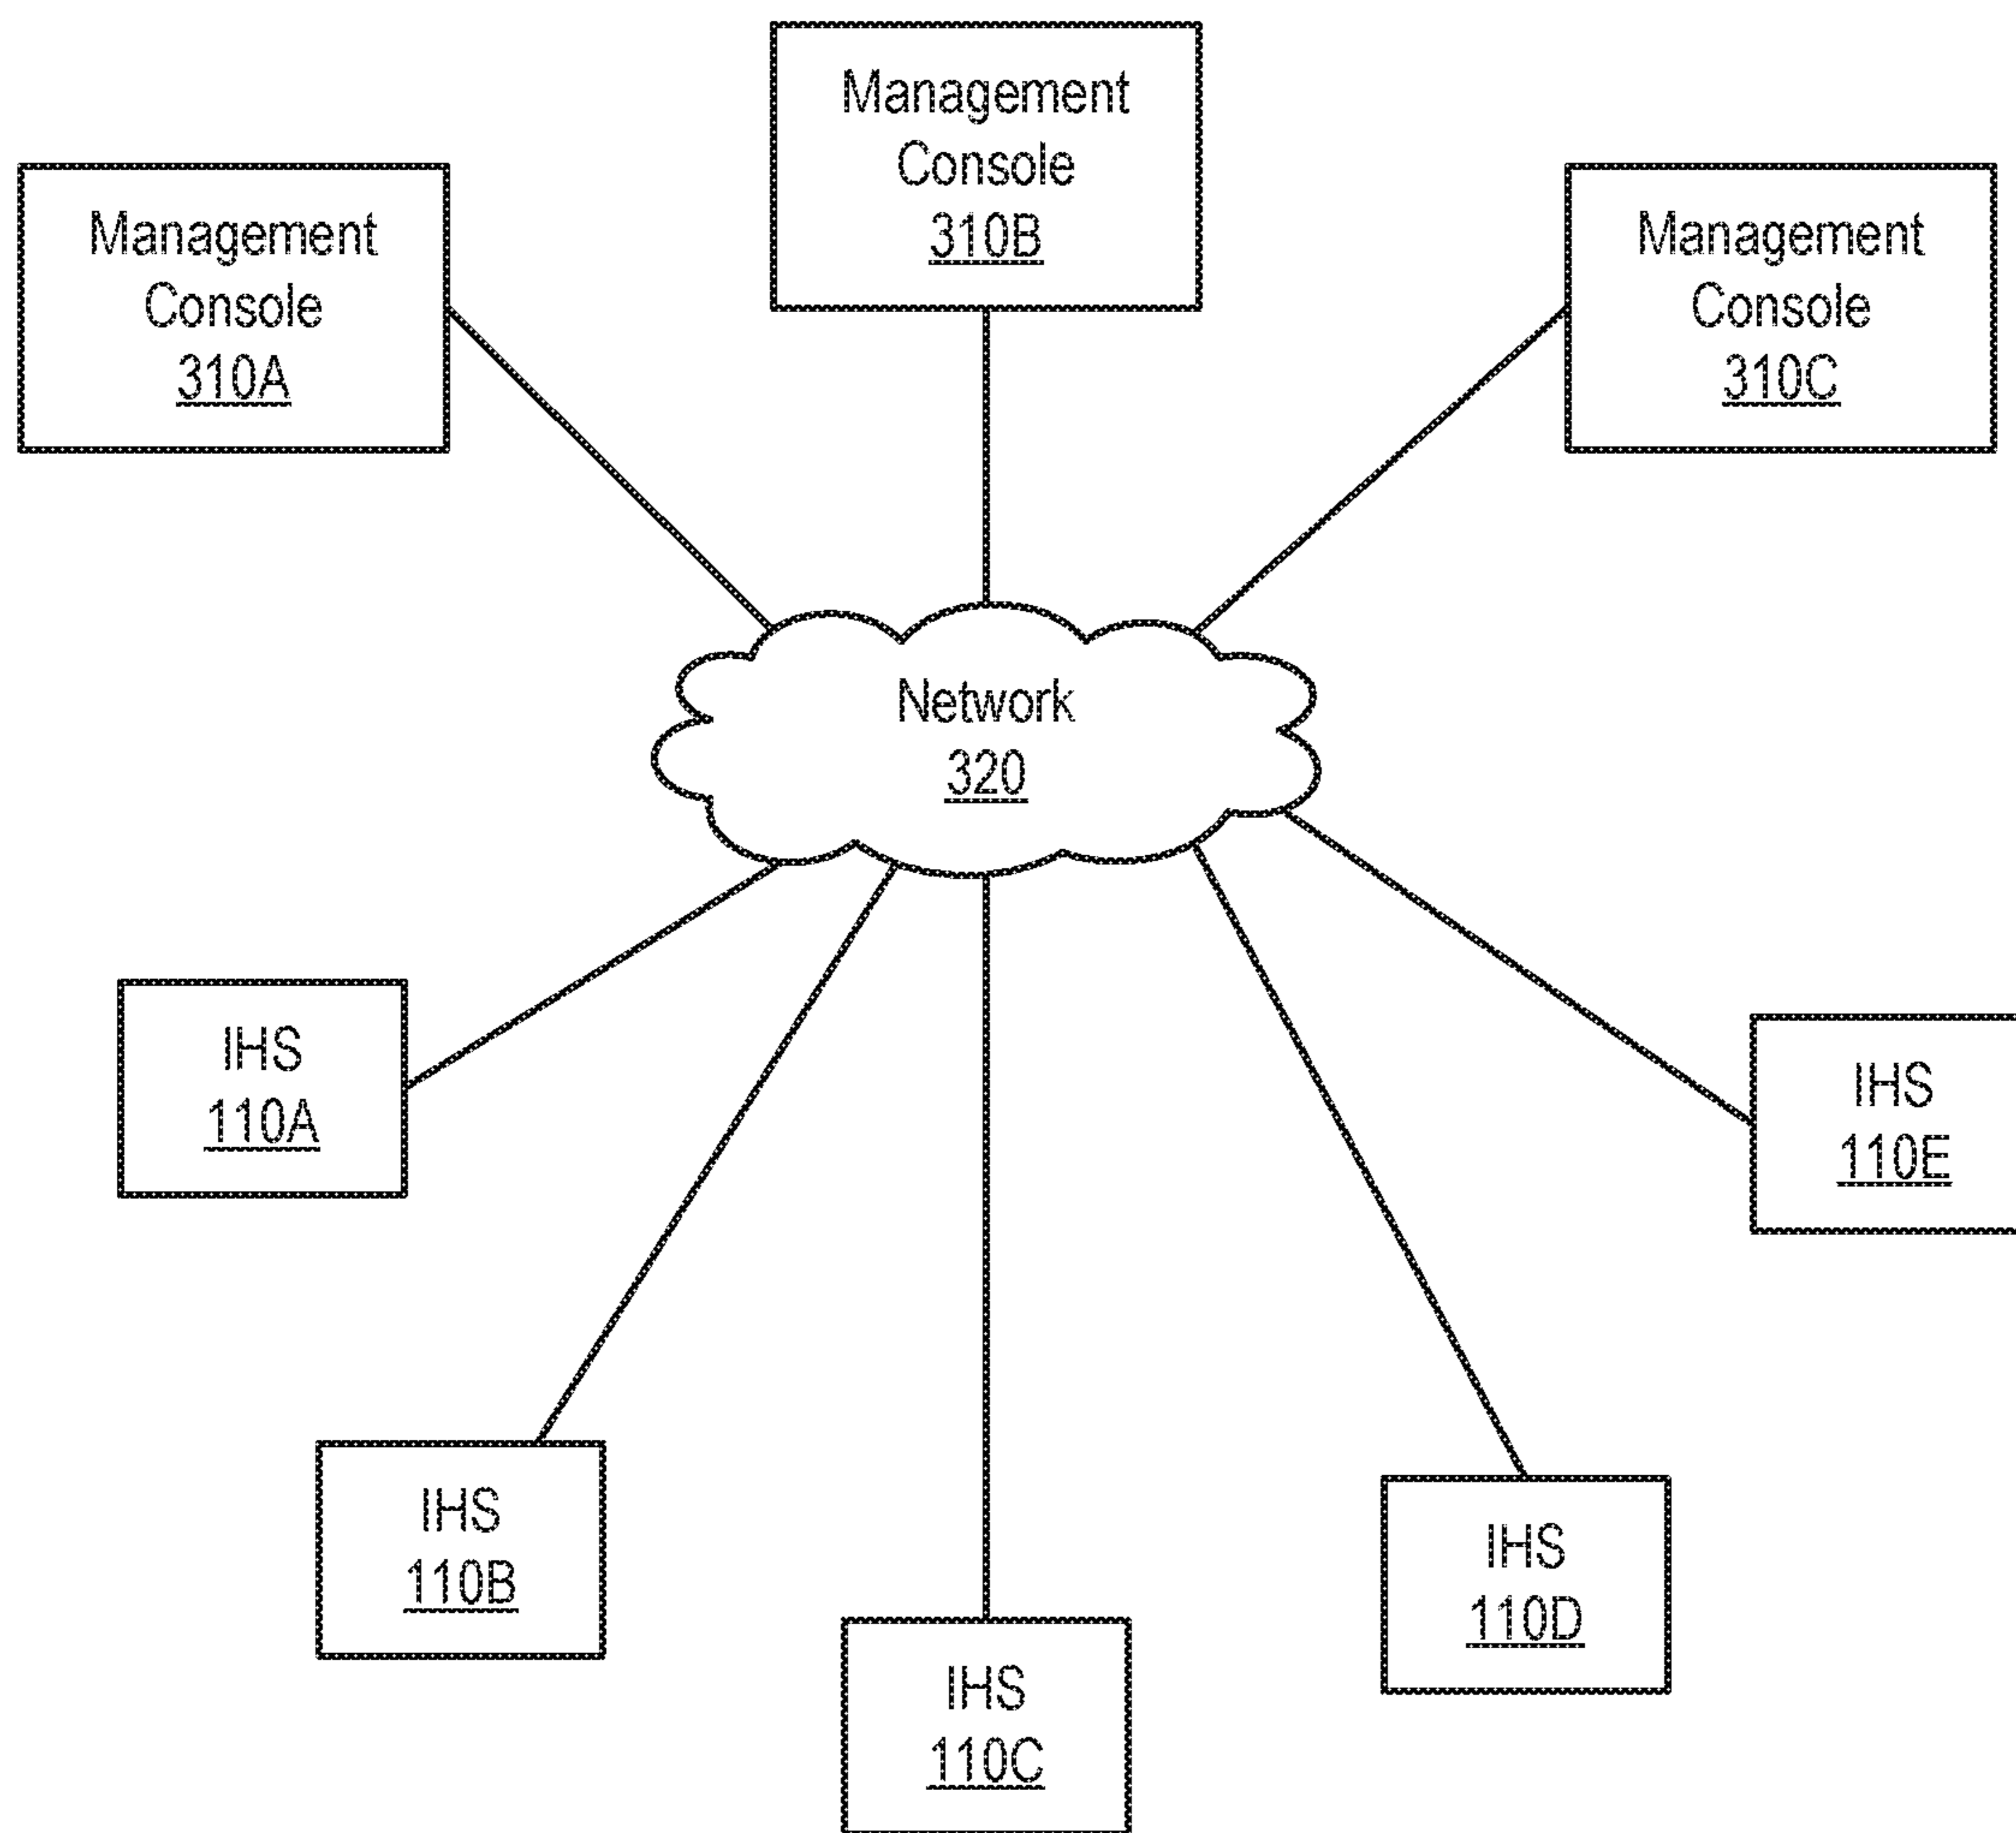 Management
Console
310A
Management
Console
310B
Management
Console
310C
Network
320
IHS
110A
IHS
110B
IHS
110C
IHS
110D
IHS
110E